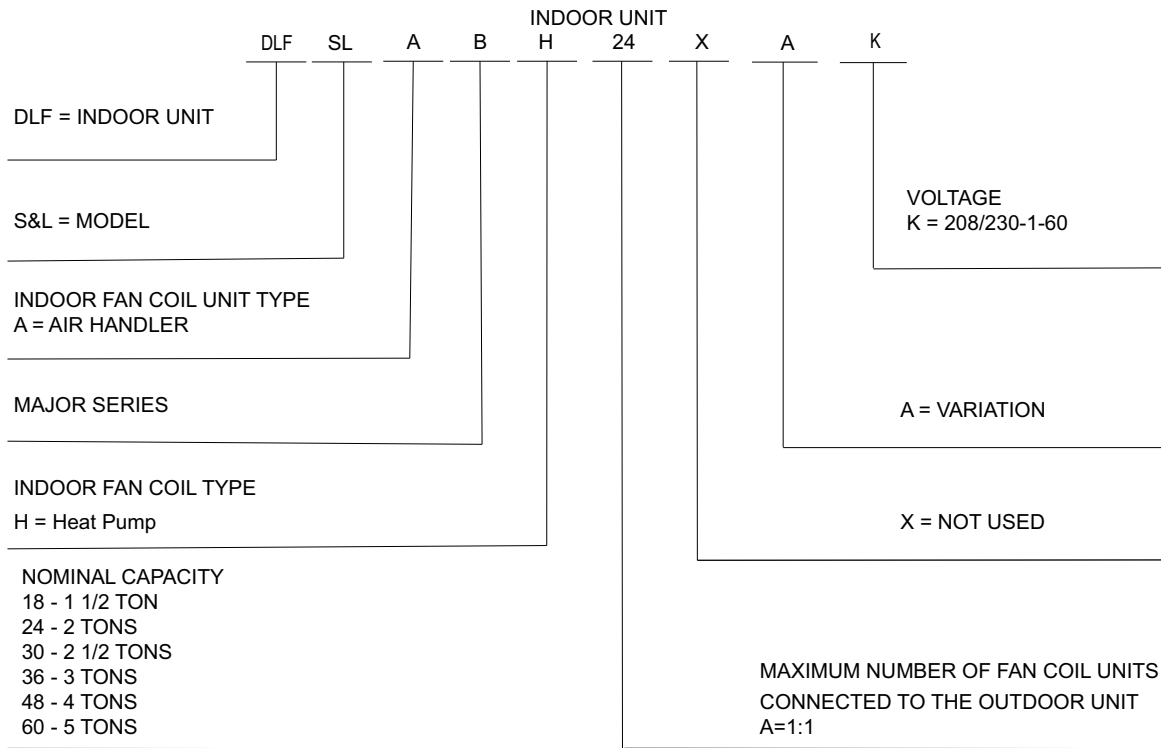 INDOOR UNIT
DLF SL A B H 24 X A K
DLF = INDOOR UNIT
S&L = MODEL
INDOOR FAN COIL UNIT TYPE
A = AIR HANDLER
MAJOR SERIES
INDOOR FAN COIL TYPE
H = Heat Pump
NOMINAL CAPACITY
18 - 1 1/2 TON
24 - 2 TONS
30 - 2 1/2 TONS
36 - 3 TONS
48 - 4 TONS
60 - 5 TONS
VOLTAGE
K = 208/230-1-60
A = VARIATION
X = NOT USED
MAXIMUM NUMBER OF FAN COIL UNITS
CONNECTED TO THE OUTDOOR UNIT
A=1:1